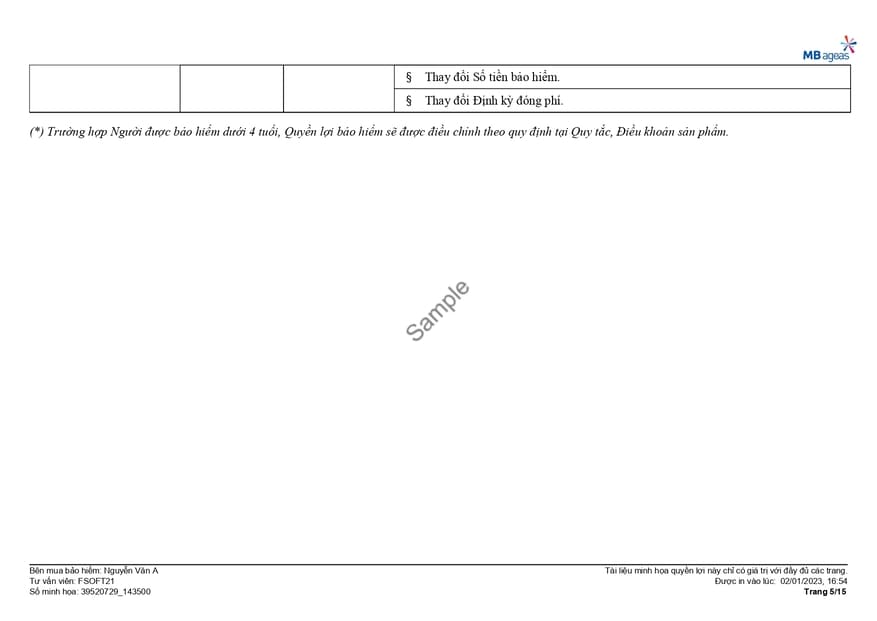 MB ageas
§ Thay đổi Số tiền bảo hiểm.
§ Thay đổi Định kỳ đóng phí.
(*) Trường hợp Người được bảo hiểm dưới 4 tuổi, Quyền lợi bảo hiểm sẽ được điều chỉnh theo quy định tại Quy tắc, Điều khoản sản phẩm.
Sample
Bên mua bảo hiểm: Nguyễn Văn A
Tư vấn viên: FSOFT21
Số minh họa: 39520729_143500
Tài liệu minh họa quyền lợi này chỉ có giá trị với đầy đủ các trang.
Được in vào lúc: 02/01/2023, 16:54
Trang 5/15